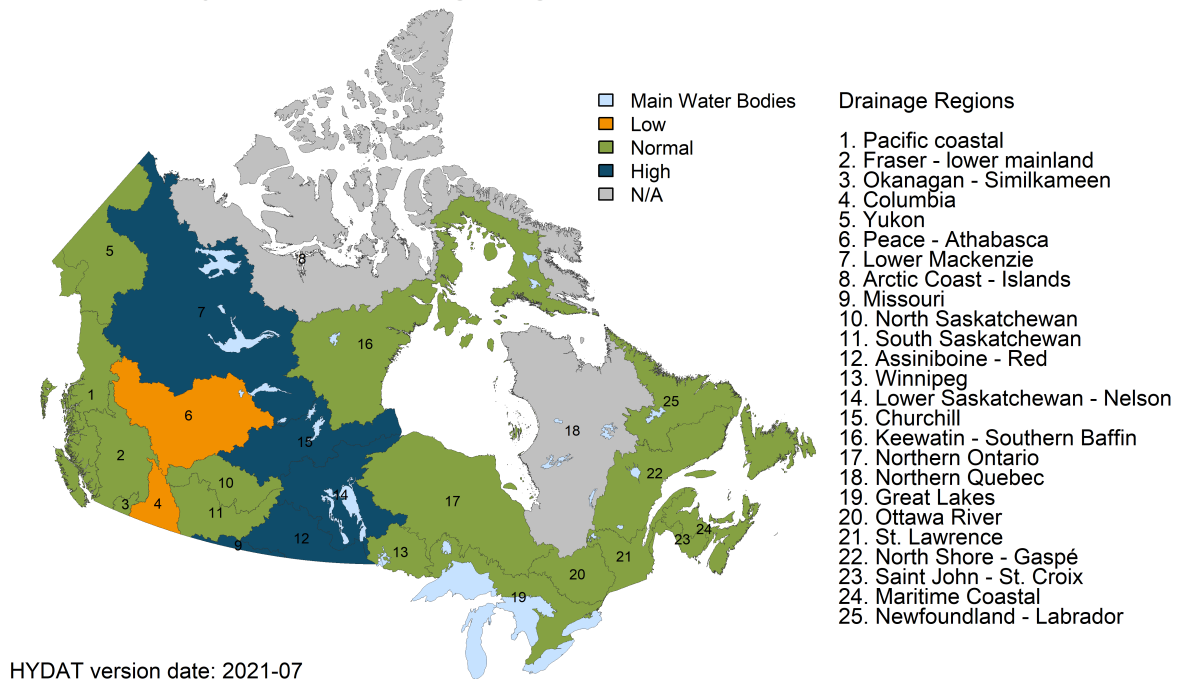 Main Water Bodies
Low
Normal
High
N/A
Drainage Regions
1. Pacific coastal
2. Fraser - lower mainland
3. Okanagan - Similkameen
4. Columbia
5. Yukon
6. Peace - Athabasca
7. Lower Mackenzie
8. Arctic Coast - Islands
9. Missouri
10. North Saskatchewan
11. South Saskatchewan
12. Assiniboine - Red
13. Winnipeg
14. Lower Saskatchewan - Nelson
15. Churchill
16. Keewatin - Southern Baffin
17. Northern Ontario
18. Northern Quebec
19. Great Lakes
20. Ottawa River
21. St. Lawrence
22. North Shore - Gaspé
23. Saint John - St. Croix
24. Maritime Coastal
25. Newfoundland - Labrador
5
8
7
16
1
6
25
15
18
2
10
22
4
3
11
14
17
12
9
13
24
23
21
20
19
HYDAT version date: 2021-07